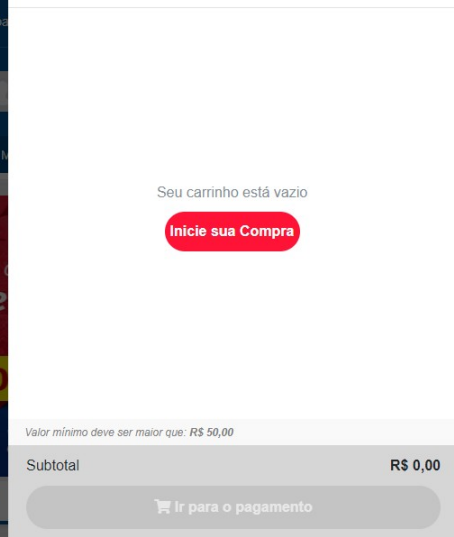 Seu carrinho está vazio
Inicie sua Compra
Valor mínimo deve ser maior que: R$ 50,00
Subtotal R$ 0,00
Ir para o pagamento